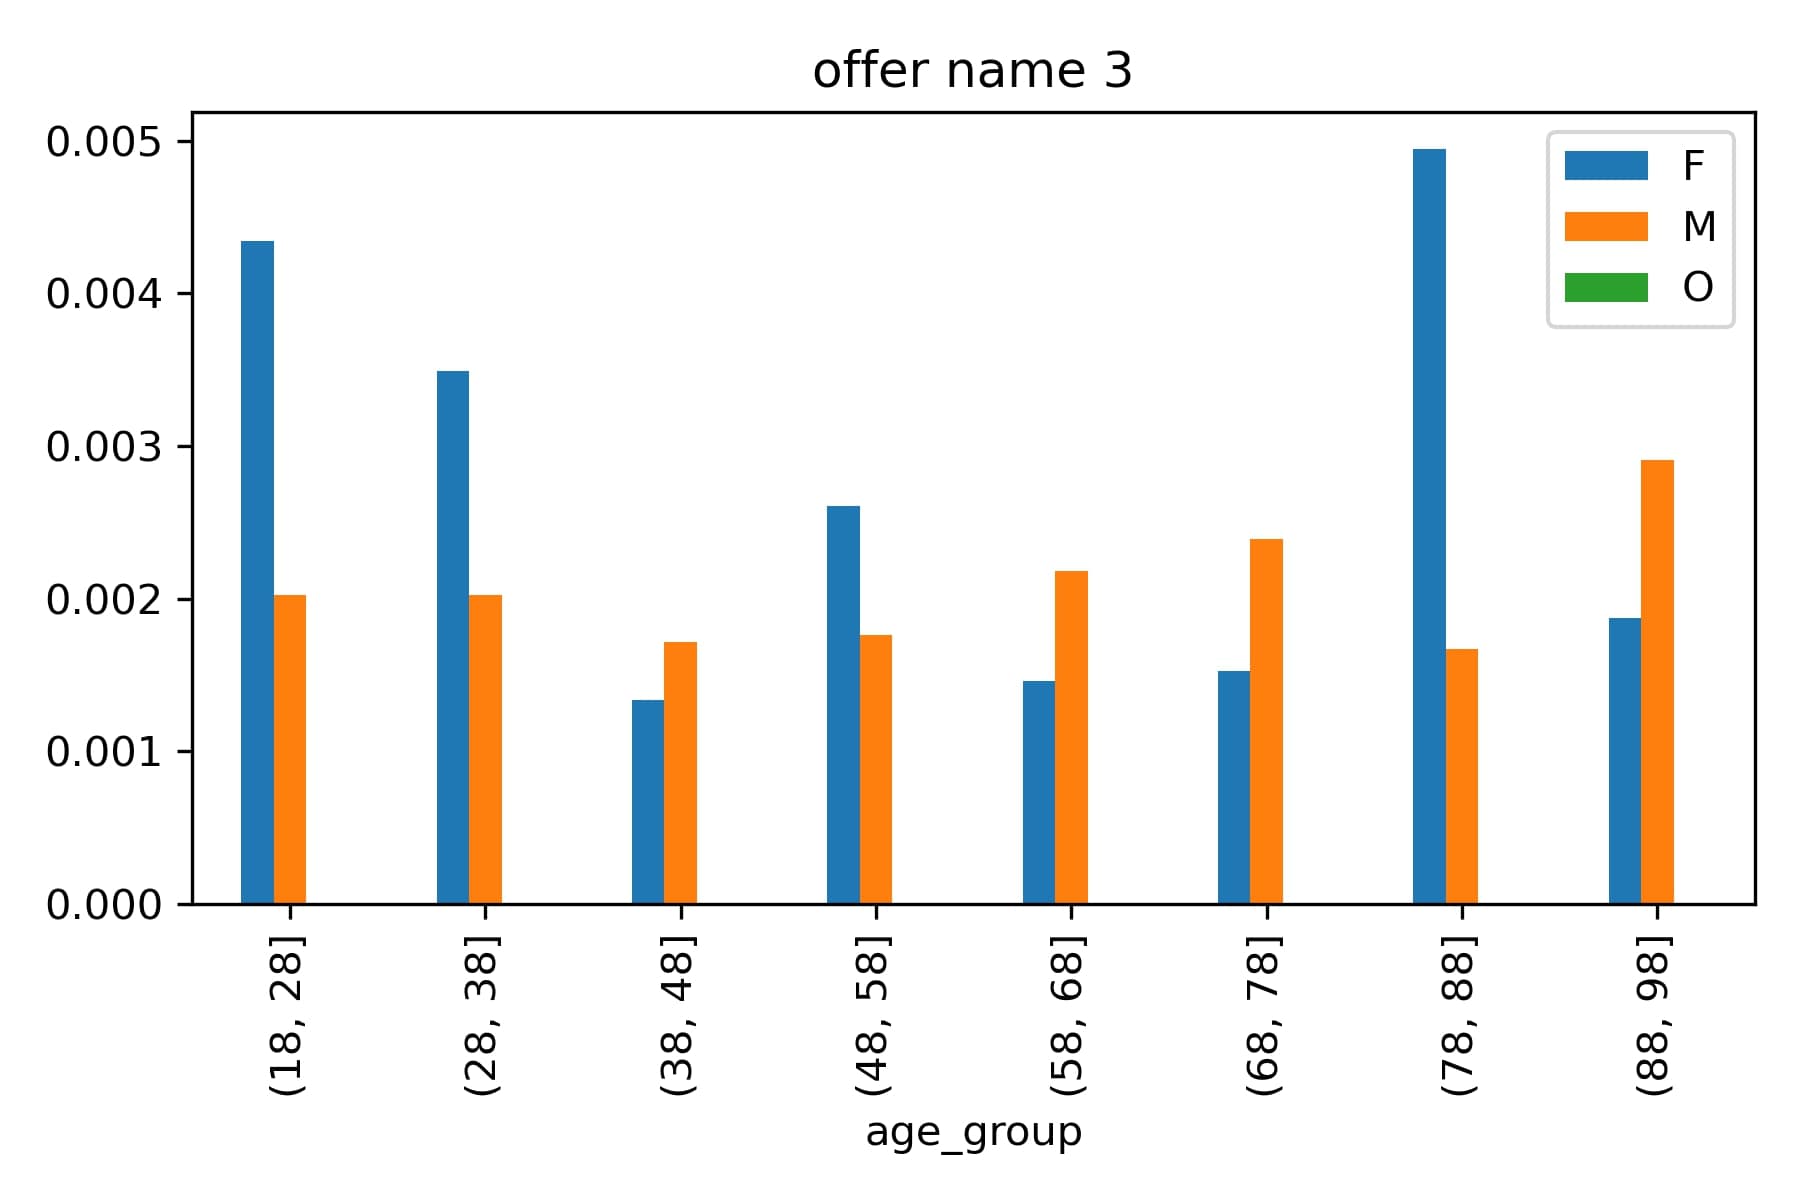 offer name 3
0.005
0.004
0.003
0.002
0.001
0.000
F
M
O
(18, 28]
(28, 38]
(38, 48]
(48, 58]
(58, 68]
(68, 78]
(78, 88]
(88, 98]
age_group